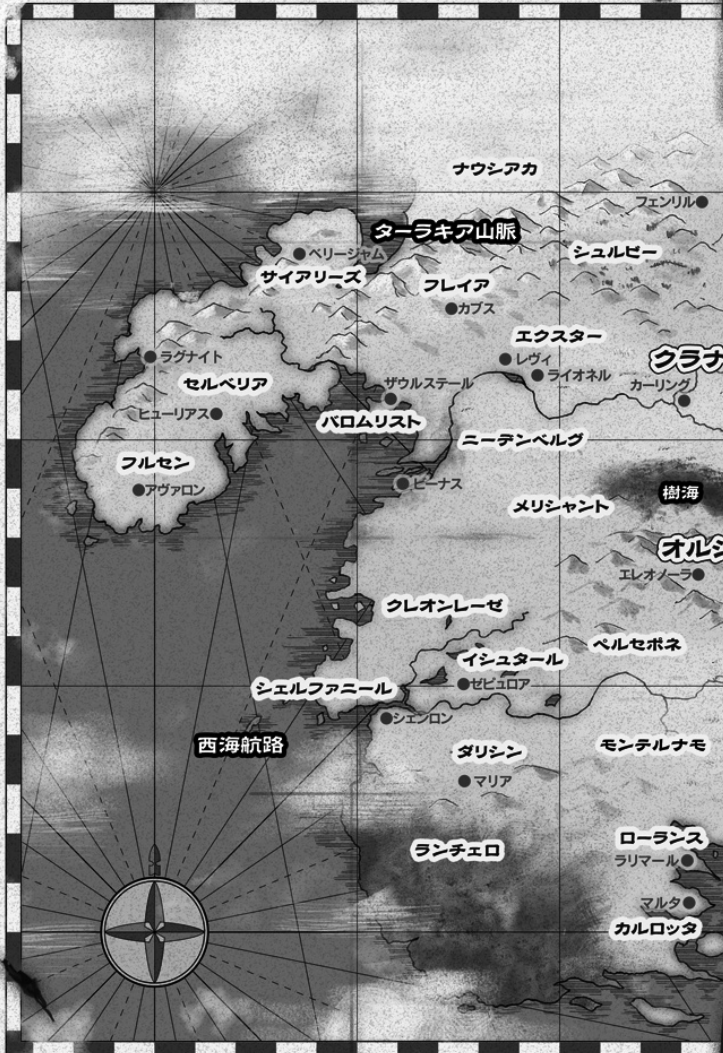 ナウシアカ
フェンリル
ターラキア山脈
ベリージャム
シュルビー
サイアリーズ
フレイア
カブス
エクスター
ラグナイト
レヴィ
クラナ
ライオネル
セルベリア
ザウルステール
カーリング
ヒューリアス
バロムリスト
ニーデンベルグ
フルセン
ビーナス
アヴァロン
樹海
メリシャント
オルシ
エレオノーラ
クレオンレーゼ
ペルセポネ
イシュタール
シェルファニール
ゼピュロア
シェンロン
西海航路
ダリシン
モンテルナモ
マリア
ランチェロ
ローランス
ラリマール
マルタ
カルロッタ